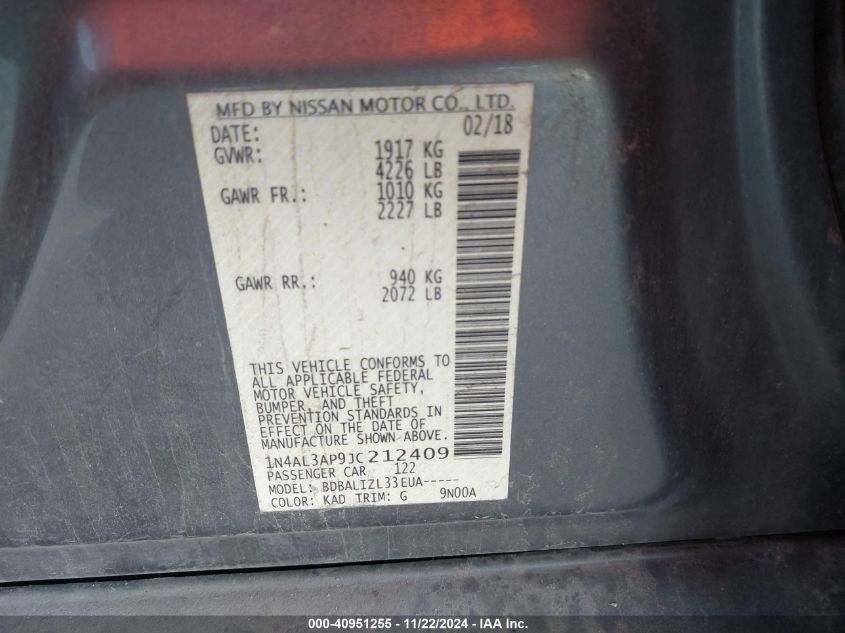 MFD BY NISSAN MOTOR CO., LTD.
DATE: 02/18
GVWR: 1917 KG
4226 LB
GAWR FR.: 1010 KG
2227 LB
GAWR RR.: 940 KG
2072 LB
THIS VEHICLE CONFORMS TO
ALL APPLICABLE FEDERAL
MOTOR VEHICLE SAFETY,
BUMPER, AND THEFT
PREVENTION STANDARDS IN
EFFECT ON THE DATE OF
MANUFACTURE SHOWN ABOVE.
1N4AL3AP9JC212409
PASSENGER CAR 122
MODEL: BDBALIZL33EUA-----
COLOR: KAD TRIM: G 9N00A
000-40951255 - 11/22/2024 - IAA Inc.